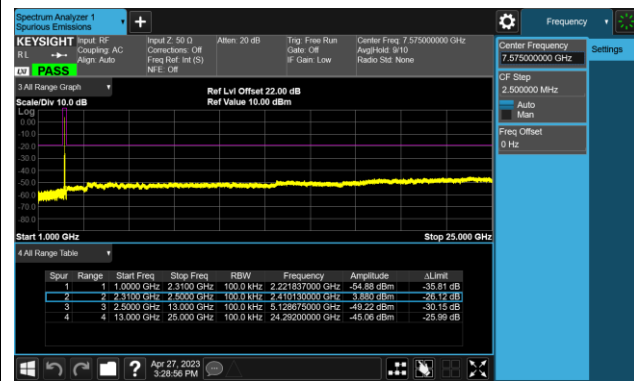 Spectrum Analyzer 1
Spurious Emissions
Frequency
KEYSIGHT Input: RF
R L
Coupling: AC
Align: Auto
Input Z: 50 Ω
Corrections: Off
Freq Ref: Int (S)
NFE: Off
Atten: 20 dB
Trig: Free Run
Gate: Off
IF Gain: Low
Center Freq: 7.575000000 GHz
Avg|Hold: 9/10
Radio Std: None
LXI PASS
Center Frequency
7.575000000 GHz
Settings
CF Step
2.500000 MHz
Auto
Man
Freq Offset
0 Hz
3 All Range Graph
Ref Lvl Offset 22.00 dB
Scale/Div 10.0 dB
Ref Value 10.00 dBm
Log
0.00
-10.0
-20.0
-30.0
-40.0
-50.0
-60.0
-70.0
-80.0
Start 1.000 GHz
Stop 25.000 GHz
4 All Range Table
Spur Range Start Freq Stop Freq RBW Frequency Amplitude ΔLimit
1 1 1.0000 GHz 2.3100 GHz 100.0 kHz 2.221837000 GHz -54.88 dBm -35.81 dB
2 2 2.3100 GHz 2.5000 GHz 100.0 kHz 2.410130000 GHz 3.880 dBm -26.12 dB
3 3 2.5000 GHz 13.000 GHz 100.0 kHz 5.128675000 GHz -49.22 dBm -30.15 dB
4 4 13.000 GHz 25.000 GHz 100.0 kHz 24.29200000 GHz -45.06 dBm -25.99 dB
Apr 27, 2023
3:28:56 PM